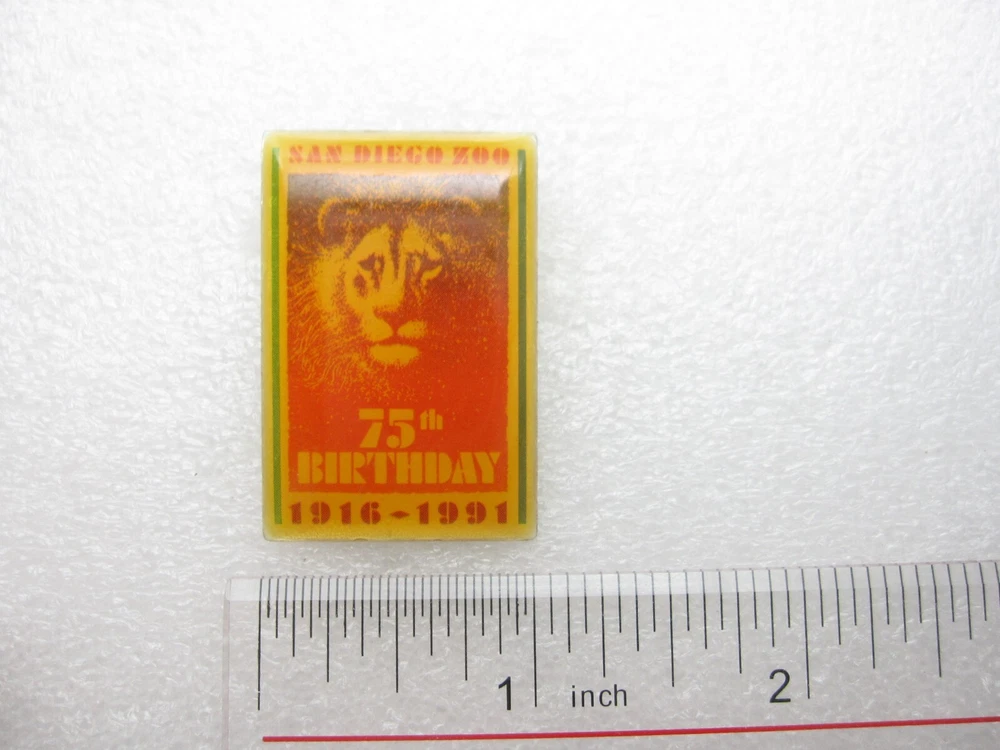 SAN DIEGO ZOO
75th
BIRTHDAY
1916-1991
1 inch 2